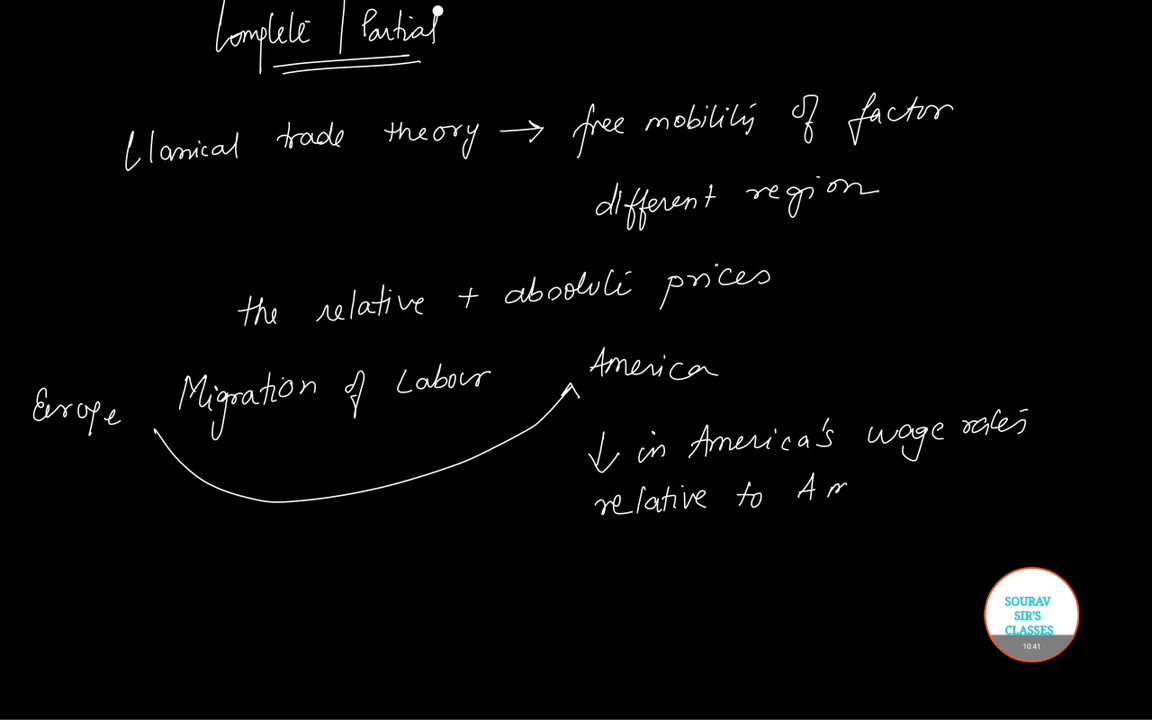 Complete | Partial
Classical trade theory → free mobility of factor
different region
the relative + absolute prices
Europe Migration of Labour America
↓ in America's wage rates
relative to Am
SOURAV
SIR'S
CLASSES
10:41